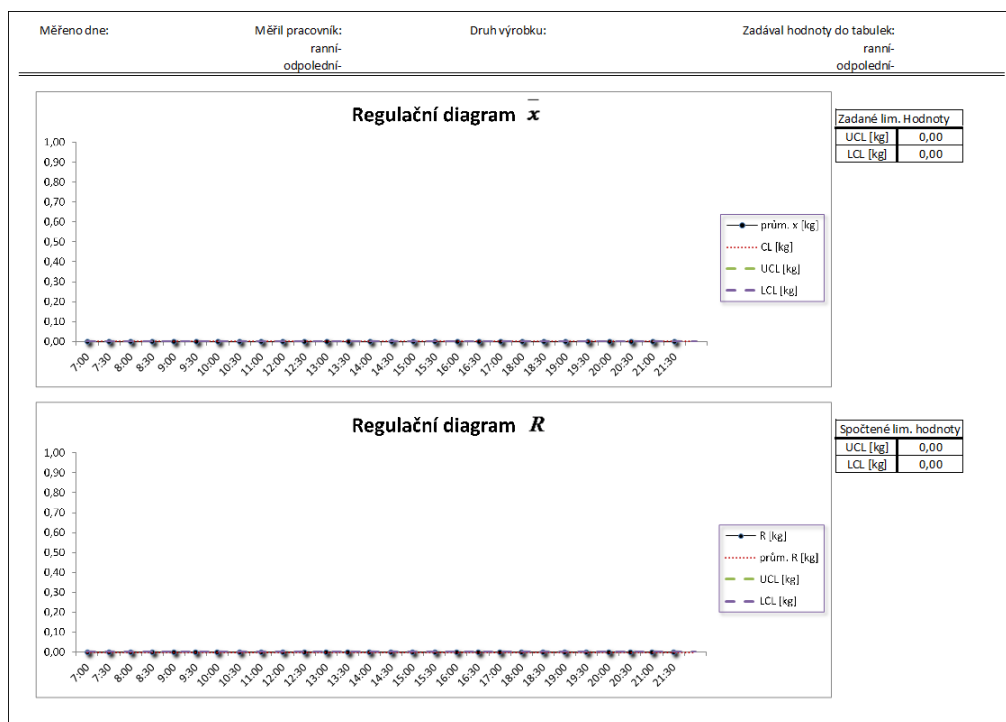 Měřeno dne:
Měřil pracovník:
ranní-
odpolední-
Druh výrobku:
Zadával hodnoty do tabulek:
ranní-
odpolední-
Regulační diagram x̄
1,00
0,90
0,80
0,70
0,60
0,50
0,40
0,30
0,20
0,10
0,00
7:00 7:30 8:00 8:30 9:00 9:30 10:00 10:30 11:00 12:00 12:30 13:00 13:30 14:00 14:30 15:00 15:30 16:00 16:30 17:00 18:00 18:30 19:00 19:30 20:00 20:30 21:00 21:30
prům. x [kg]
CL [kg]
UCL [kg]
LCL [kg]
Zadané lim. Hodnoty
UCL [kg] 0,00
LCL [kg] 0,00
Regulační diagram R
1,00
0,90
0,80
0,70
0,60
0,50
0,40
0,30
0,20
0,10
0,00
7:00 7:30 8:00 8:30 9:00 9:30 10:00 10:30 11:00 12:00 12:30 13:00 13:30 14:00 14:30 15:00 15:30 16:00 16:30 17:00 18:00 18:30 19:00 19:30 20:00 20:30 21:00 21:30
R [kg]
prům. R [kg]
UCL [kg]
LCL [kg]
Spočtené lim. hodnoty
UCL [kg] 0,00
LCL [kg] 0,00